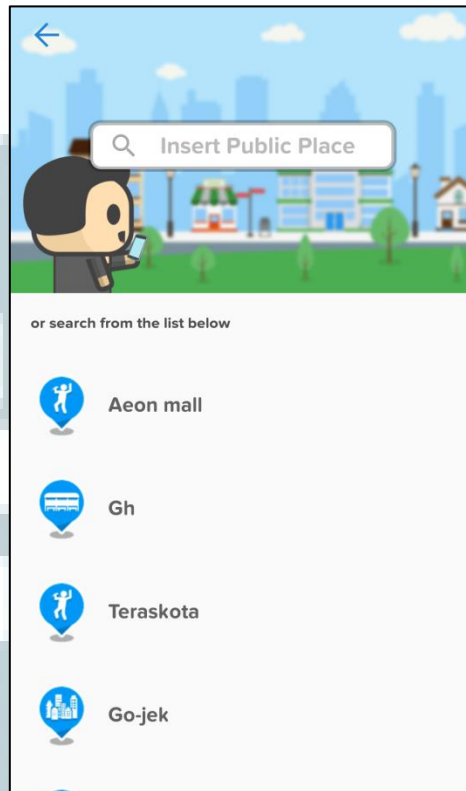 Insert Public Place
or search from the list below
Aeon mall
Gh
Teraskota
Go-jek